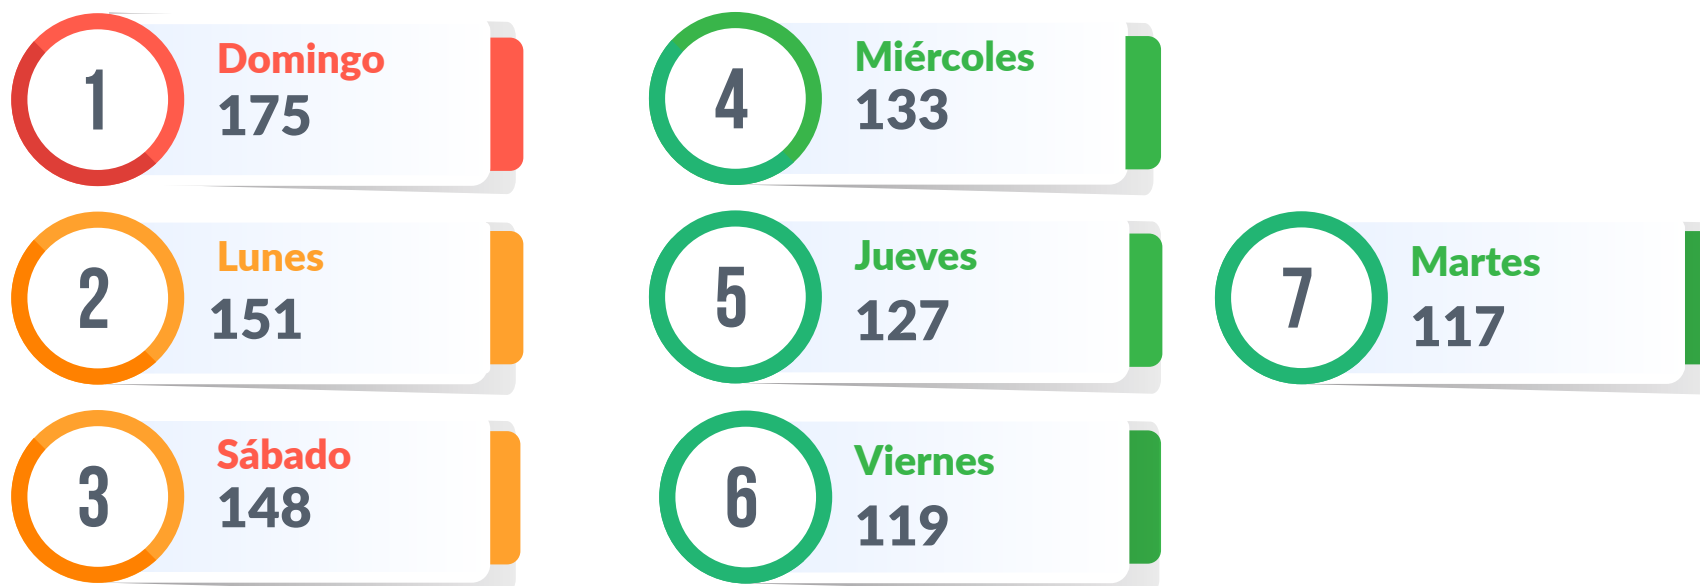 1
Domingo
175
2
Lunes
151
3
Sábado
148
4
Miércoles
133
5
Jueves
127
6
Viernes
119
7
Martes
117